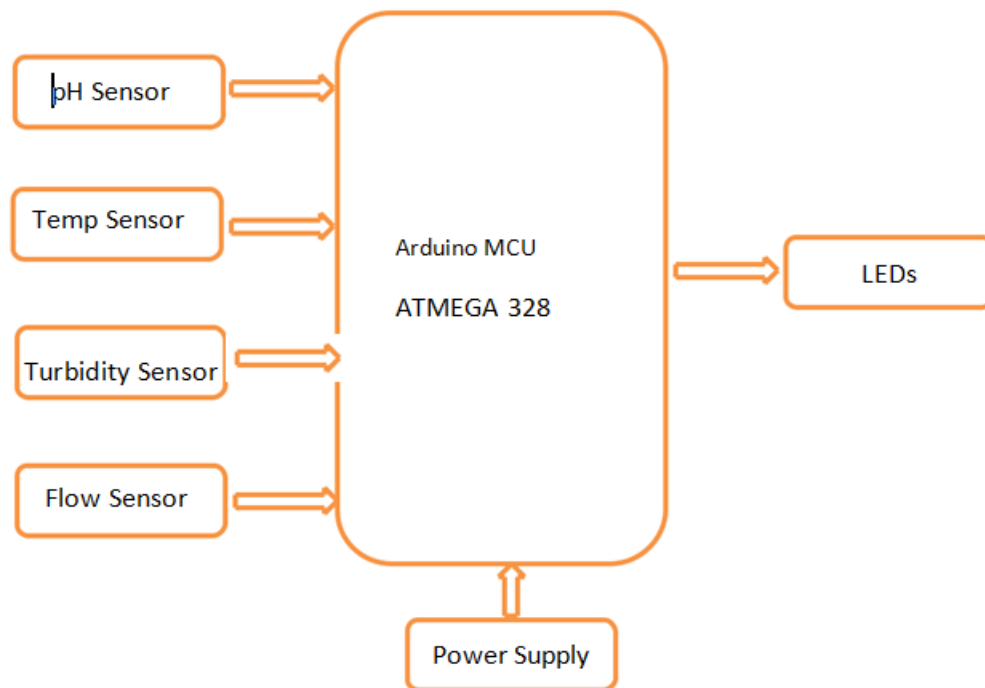 pH Sensor
Temp Sensor
Turbidity Sensor
Flow Sensor
Arduino MCU
ATMEGA 328
LEDs
Power Supply